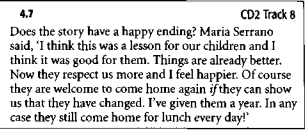 4.7 CD2 Track 8
Does the story have a happy ending? Maria Serrano
said, 'I think this was a lesson for our children and I
think it was good for them. Things are already better.
Now they respect us more and I feel happier. Of course
they are welcome to come home again if they can show
us that they have changed. I've given them a year. In any
case they still come home for lunch every day!'